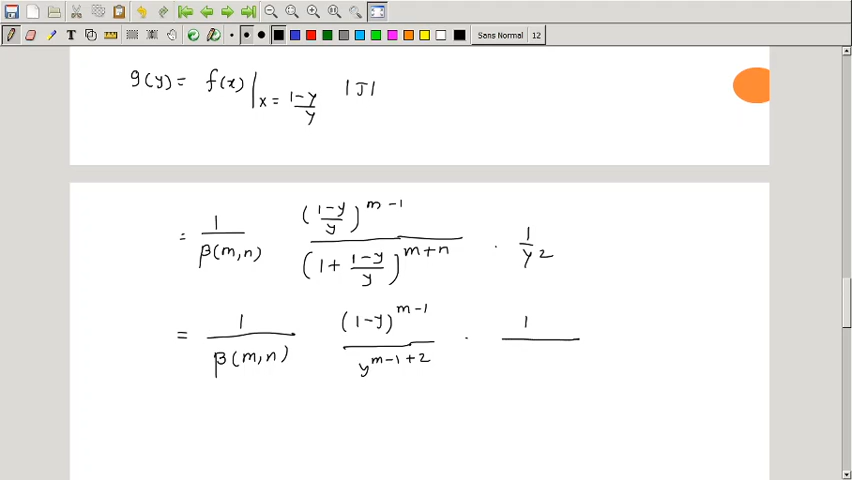 Sans Normal 12
g(y) = f(x) | x = (1-y)/y |J|
= 1/β(m,n) ((1-y)/y)^(m-1) / (1 + (1-y)/y)^(m+n) · 1/y2
= 1/β(m,n) (1-y)^(m-1) / y^(m-1+2) · 1/